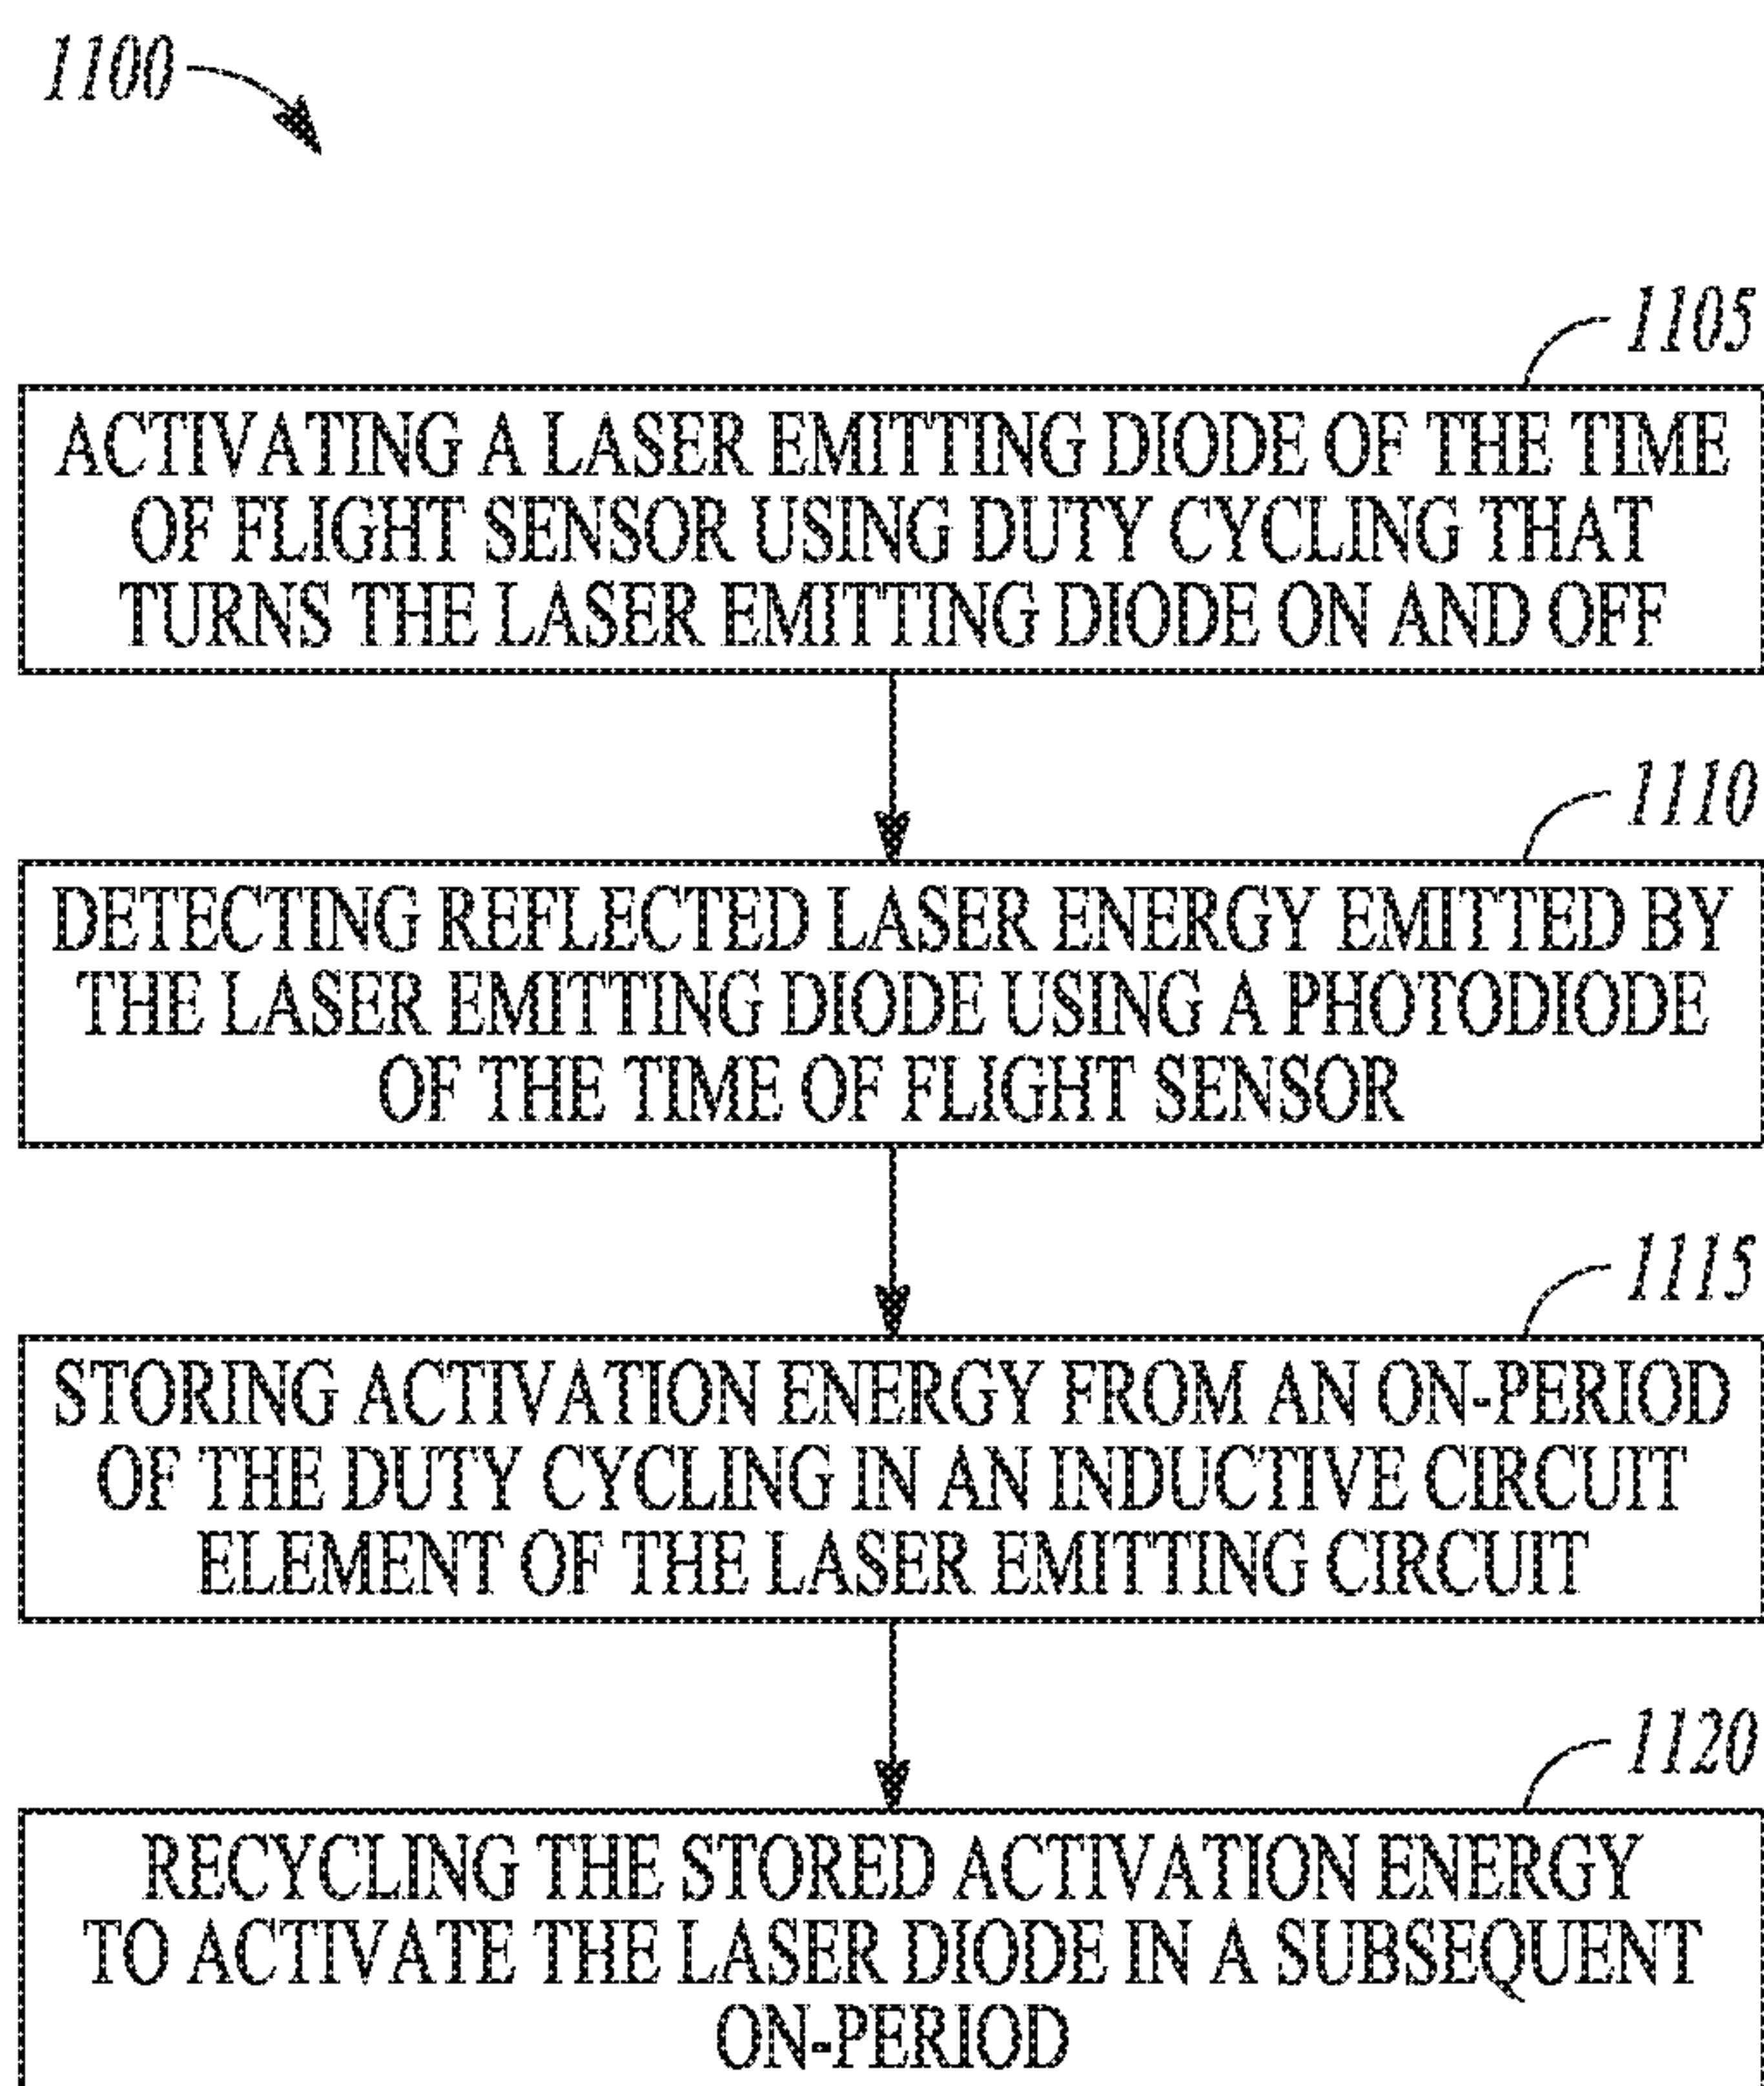 1100
1105
ACTIVATING A LASER EMITTING DIODE OF THE TIME
OF FLIGHT SENSOR USING DUTY CYCLING THAT
TURNS THE LASER EMITTING DIODE ON AND OFF
1110
DETECTING REFLECTED LASER ENERGY EMITTED BY
THE LASER EMITTING DIODE USING A PHOTODIODE
OF THE TIME OF FLIGHT SENSOR
1115
STORING ACTIVATION ENERGY FROM AN ON-PERIOD
OF THE DUTY CYCLING IN AN INDUCTIVE CIRCUIT
ELEMENT OF THE LASER EMITTING CIRCUIT
1120
RECYCLING THE STORED ACTIVATION ENERGY
TO ACTIVATE THE LASER DIODE IN A SUBSEQUENT
ON-PERIOD